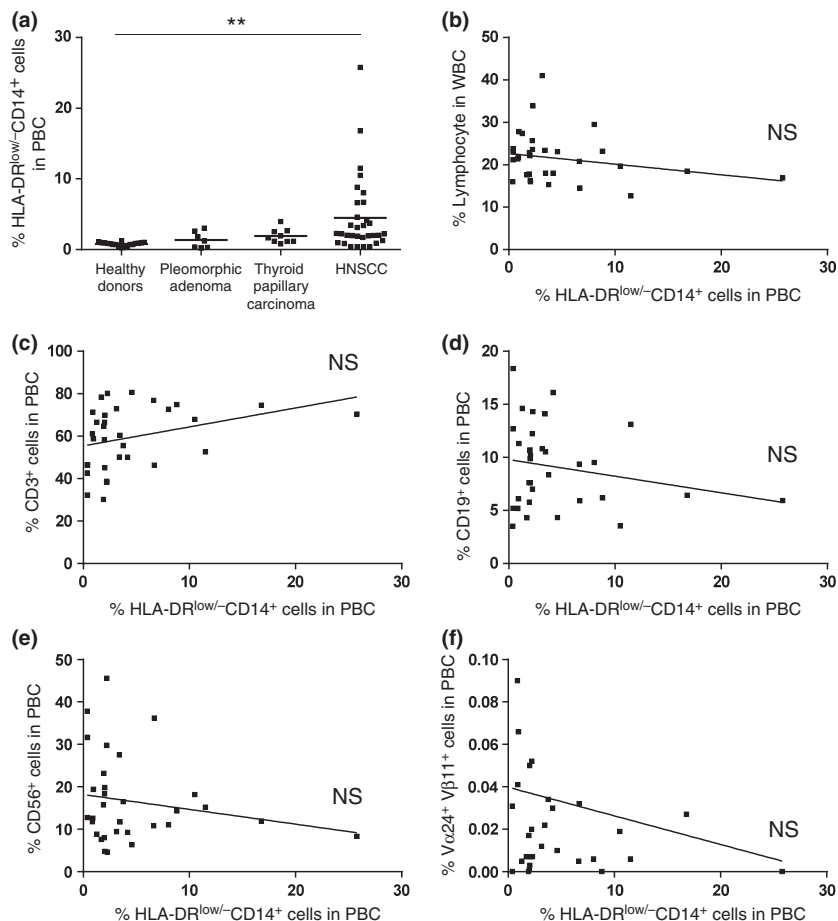 (a)
**
% HLA-DRlow/–CD14+ cells
in PBC
30
20
10
0
Healthy
donors
Pleomorphic
adenoma
Thyroid
papillary
carcinoma
HNSCC
(b)
% Lymphocyte in WBC
50
40
30
20
10
0
NS
0 10 20 30
% HLA-DRlow/–CD14+ cells in PBC
(c)
% CD3+ cells in PBC
100
80
60
40
20
0
NS
0 10 20 30
% HLA-DRlow/–CD14+ cells in PBC
(d)
% CD19+ cells in PBC
20
15
10
5
0
NS
0 10 20 30
% HLA-DRlow/–CD14+ cells in PBC
(e)
% CD56+ cells in PBC
50
40
30
20
10
0
NS
0 10 20 30
% HLA-DRlow/–CD14+ cells in PBC
(f)
% Vα24+ Vβ11+ cells in PBC
0.10
0.08
0.06
0.04
0.02
0.00
NS
0 10 20 30
% HLA-DRlow/–CD14+ cells in PBC